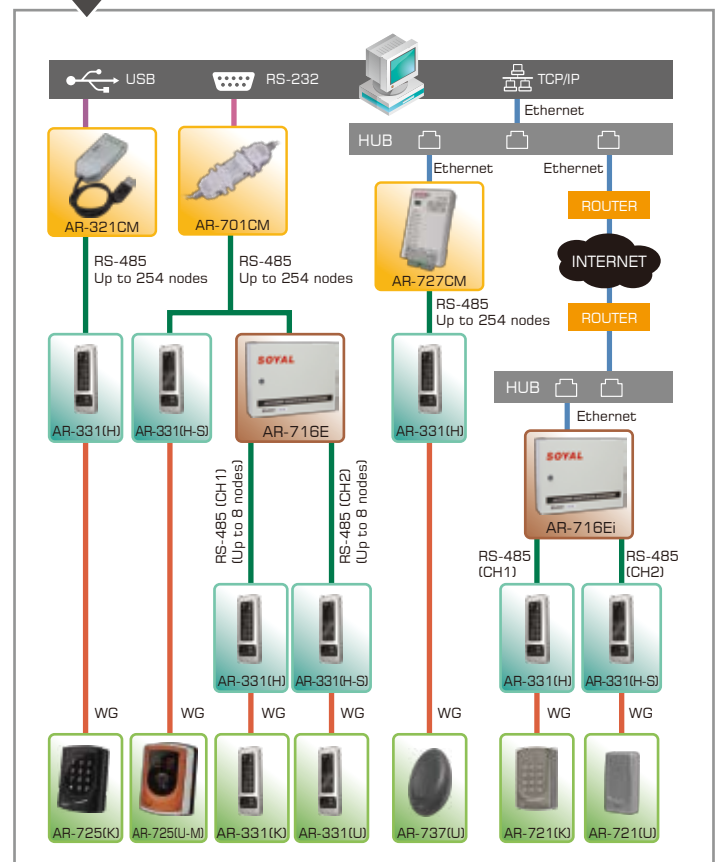 USB
RS-232
TCP/IP
Ethernet
HUB
Ethernet
Ethernet
AR-321CM
AR-701CM
ROUTER
RS-485
Up to 254 nodes
RS-485
Up to 254 nodes
INTERNET
AR-727CM
RS-485
Up to 254 nodes
ROUTER
SOYAL
HUB
AR-331(H)
AR-331(H-S)
AR-716E
AR-331(H)
Ethernet
SOYAL
RS-485 (CH1)
(Up to 8 nodes)
RS-485 (CH2)
(Up to 8 nodes)
AR-716Ei
RS-485
(CH1)
RS-485
(CH2)
AR-331(H)
AR-331(H-S)
AR-331(H)
AR-331(H-S)
WG
WG
WG
WG
WG
WG
WG
AR-725(K)
AR-725(U-M)
AR-331(K)
AR-331(U)
AR-737(U)
AR-721(K)
AR-721(U)